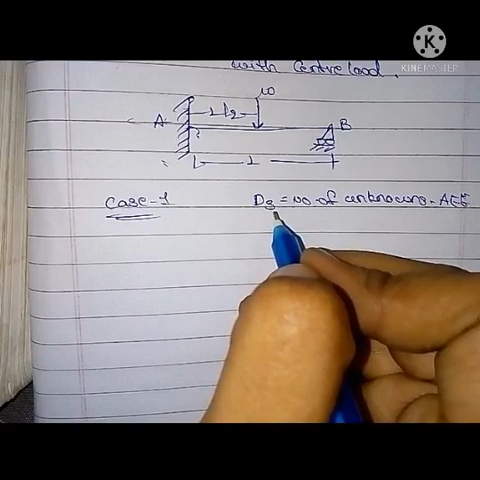 K
KINEMASTER
with Centre load.
W
A L/2 B
L
Case-1 Ds = no of unknowns - AEE